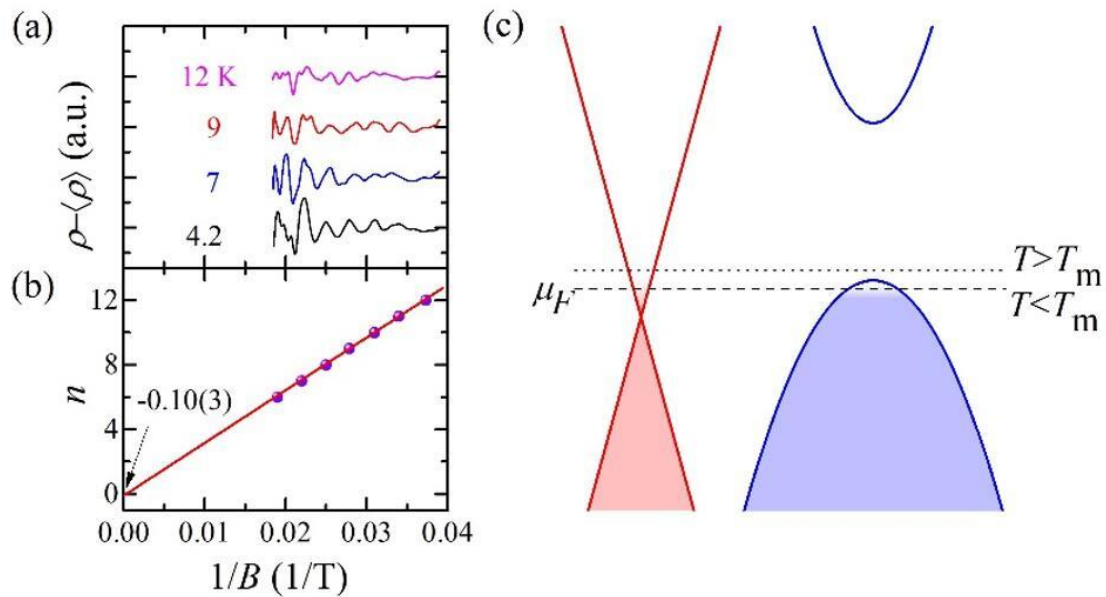 (a)
12 K
9
7
4.2
ρ–⟨ρ⟩ (a.u.)
(b)
12
8
4
0
n
-0.10(3)
0.00 0.01 0.02 0.03 0.04
1/B (1/T)
(c)
T>Tm
μF
T<Tm